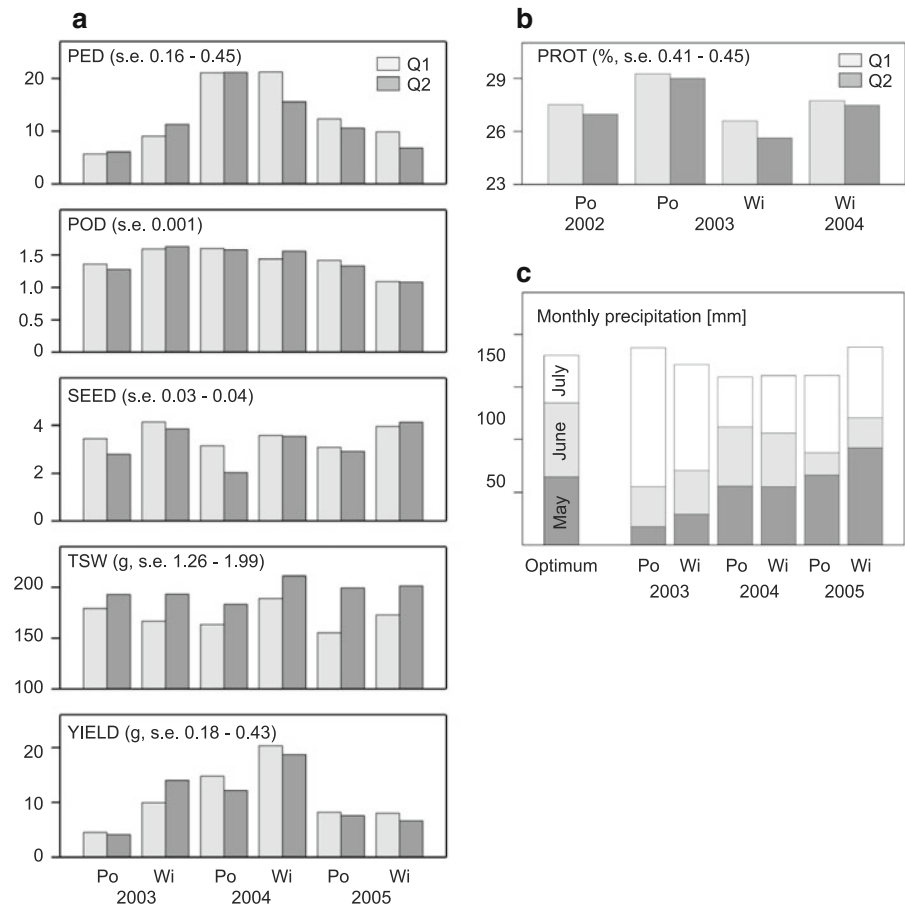 a
PED (s.e. 0.16 - 0.45)
Q1
Q2
20
10
0
POD (s.e. 0.001)
1.5
1.0
0.5
0
SEED (s.e. 0.03 - 0.04)
4
2
0
TSW (g, s.e. 1.26 - 1.99)
200
150
100
YIELD (g, s.e. 0.18 - 0.43)
20
10
0
Po Wi Po Wi Po Wi
2003 2004 2005
b
PROT (%, s.e. 0.41 - 0.45)
Q1
Q2
29
26
23
Po Po Wi Wi
2002 2003 2004
c
Monthly precipitation [mm]
150
100
50
July
June
May
Optimum Po Wi Po Wi Po Wi
2003 2004 2005